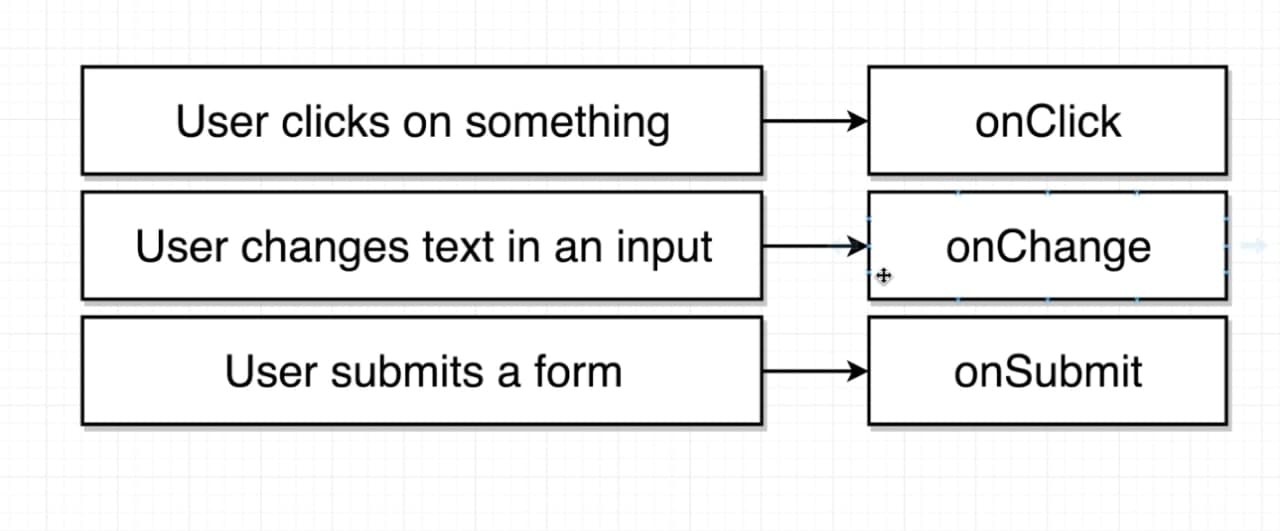 User clicks on something
onClick
User changes text in an input
onChange
User submits a form
onSubmit